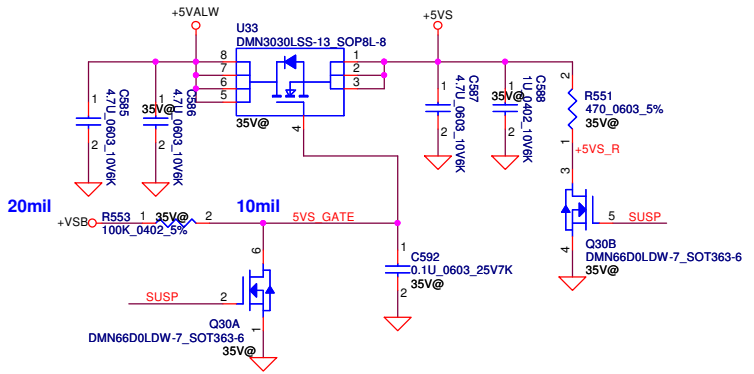 +5VALW
+5VS
U33
DMN3030LSS-13_SOP8L-8
8
7
6
5
1
2
3
4
35V@
1
2
C585
4.7U_0603_10V6K
1
2
C586
4.7U_0603_10V6K
35V@
1
2
C587
4.7U_0603_10V6K
1
2
C588
1U_0402_10V6K
35V@
2
1
R551
470_0603_5%
35V@
+5VS_R
20mil
10mil
+VSB
1
2
35V@
R553
100K_0402_5%
5VS_GATE
1
2
C592
0.1U_0603_25V7K
35V@
3
5
4
SUSP
Q30B
DMN66D0LDW-7_SOT363-6
35V@
6
2
1
SUSP
Q30A
DMN66D0LDW-7_SOT363-6
35V@